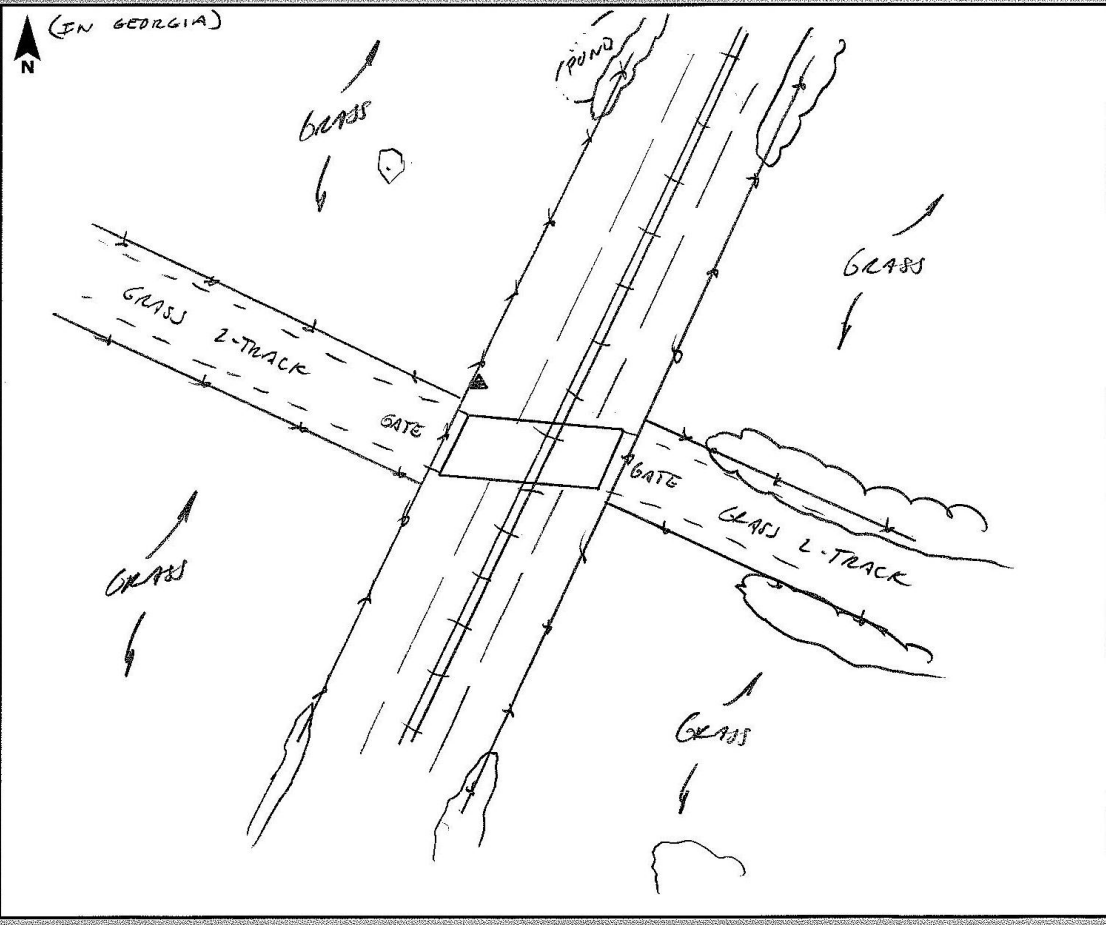 (IN GEORGIA)
N
POND
GRASS
GRASS
GRASS 2-TRACK
GATE
GATE
GRASS 2-TRACK
GRASS
GRASS